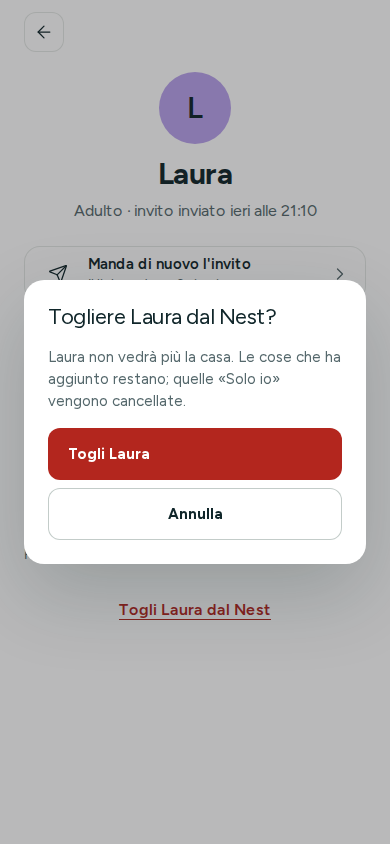 L
Laura
Adulto · invito inviato ieri alle 21:10
Manda di nuovo l'invito
Togliere Laura dal Nest?
Laura non vedrà più la casa. Le cose che ha
aggiunto restano; quelle «Solo io»
vengono cancellate.
Togli Laura
Annulla
Togli Laura dal Nest